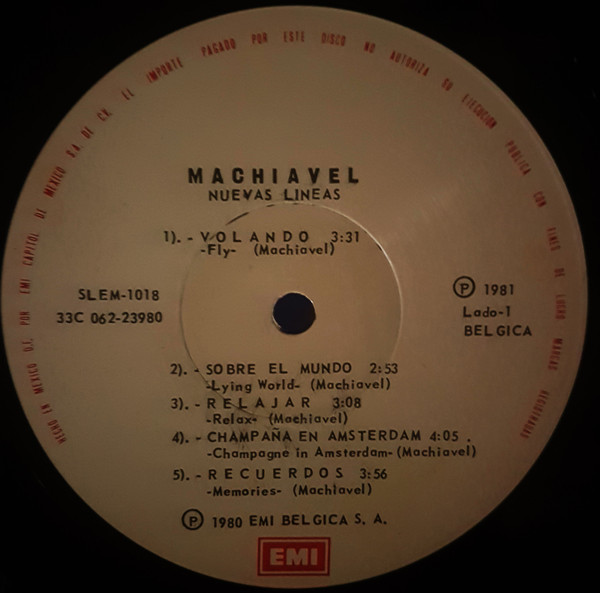 HECHO EN MEXICO D.F. POR EMI CAPITOL DE MEXICO S.A. DE C.V. EL IMPORTE PAGADO POR ESTE DISCO NO AUTORIZA SU EJECUCION PUBLICA CON FINES DE LUCRO MARCAS REGISTRADAS
MACHIAVEL
NUEVAS LINEAS
1). - VOLANDO 3:31
-Fly- (Machiavel)
SLEM-1018
33C 062-23980
Ⓟ 1981
Lado-1
BELGICA
2). - SOBRE EL MUNDO 2:53
-Lying World- (Machiavel)
3). - RELAJAR 3:08
-Relax- (Machiavel)
4). - CHAMPAÑA EN AMSTERDAM 4:05 .
-Champagne in Amsterdam- (Machiavel)
5). - RECUERDOS 3:56
-Memories- (Machiavel)
Ⓟ 1980 EMI BELGICA S. A.
EMI